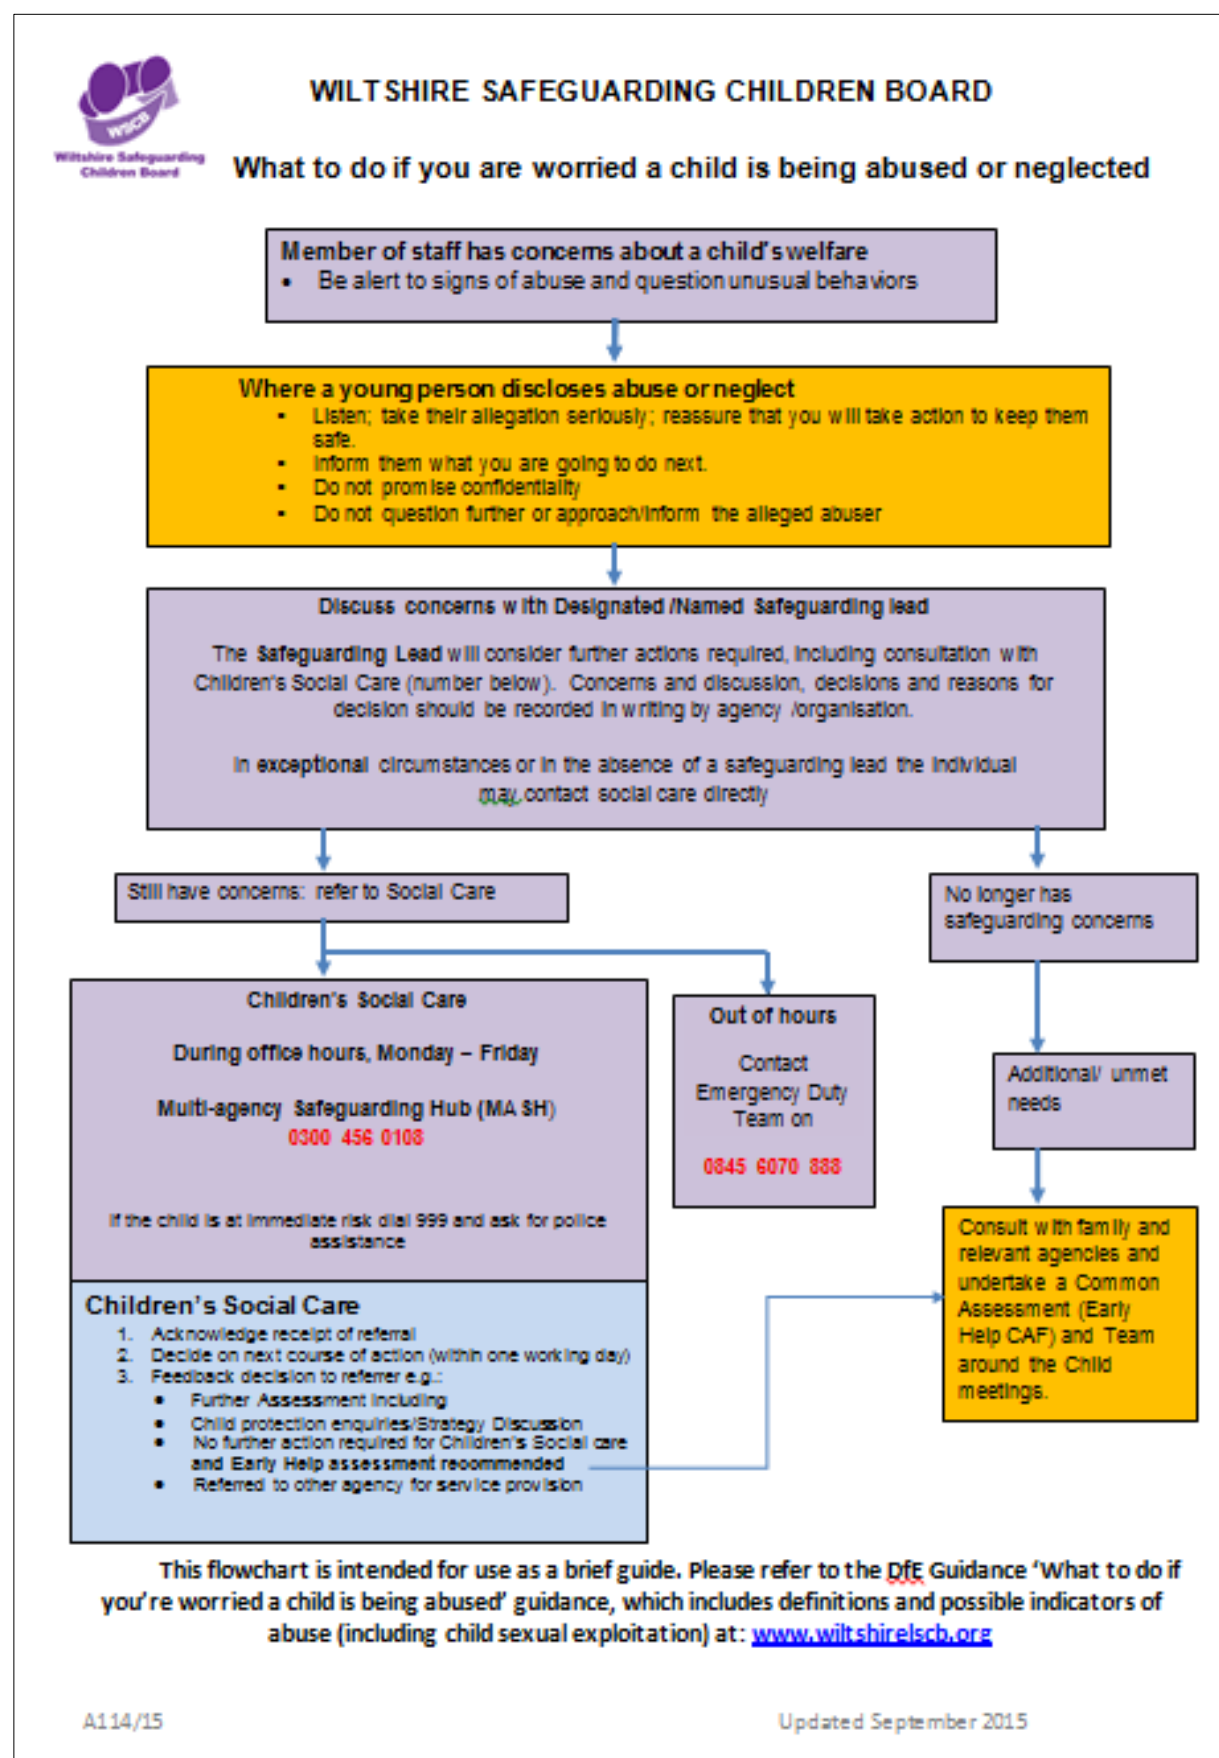 WSCB
Wiltshire Safeguarding
Children Board
WILTSHIRE SAFEGUARDING CHILDREN BOARD
What to do if you are worried a child is being abused or neglected
Member of staff has concerns about a child's welfare
• Be alert to signs of abuse and question unusual behaviors
Where a young person discloses abuse or neglect
▪ Listen; take their allegation seriously; reassure that you will take action to keep them
safe.
▪ Inform them what you are going to do next.
▪ Do not promise confidentiality
▪ Do not question further or approach/inform the alleged abuser
Discuss concerns with Designated /Named Safeguarding lead
The Safeguarding Lead will consider further actions required, including consultation with
Children's Social Care (number below). Concerns and discussion, decisions and reasons for
decision should be recorded in writing by agency /organisation.
In exceptional circumstances or in the absence of a safeguarding lead the individual
may contact social care directly
Still have concerns: refer to Social Care
No longer has
safeguarding concerns
Children's Social Care
During office hours, Monday – Friday
Multi-agency Safeguarding Hub (MASH)
0300 456 0108
If the child is at immediate risk dial 999 and ask for police
assistance
Out of hours
Contact
Emergency Duty
Team on
0845 6070 888
Additional/ unmet
needs
Consult with family and
relevant agencies and
undertake a Common
Assessment (Early
Help CAF) and Team
around the Child
meetings.
Children's Social Care
1. Acknowledge receipt of referral
2. Decide on next course of action (within one working day)
3. Feedback decision to referrer e.g.:
• Further Assessment including
• Child protection enquiries/Strategy Discussion
• No further action required for Children's Social care
and Early Help assessment recommended
• Referred to other agency for service provision
This flowchart is intended for use as a brief guide. Please refer to the DfE Guidance 'What to do if
you're worried a child is being abused' guidance, which includes definitions and possible indicators of
abuse (including child sexual exploitation) at: www.wiltshirelscb.org
A114/15
Updated September 2015